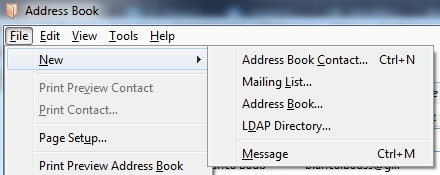 Address Book
File Edit View Tools Help
New
Address Book Contact... Ctrl+N
Mailing List...
Address Book...
LDAP Directory...
Message Ctrl+M
Print Preview Contact
Print Contact...
Page Setup...
Print Preview Address Book